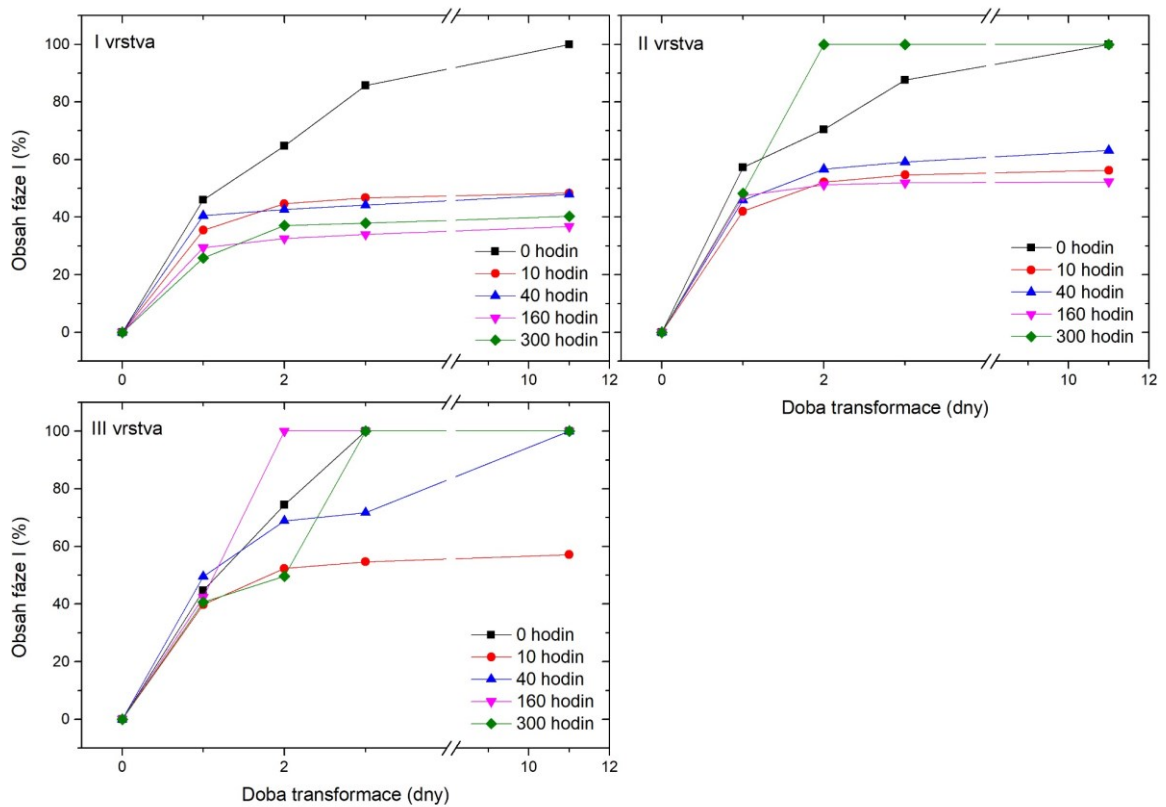 I vrstva
Obsah fáze I (%)
100
80
60
40
20
0
0 hodin
10 hodin
40 hodin
160 hodin
300 hodin
0
2
10
12
II vrstva
0 hodin
10 hodin
40 hodin
160 hodin
300 hodin
0
2
10
12
Doba transformace (dny)
III vrstva
Obsah fáze I (%)
100
80
60
40
20
0
0 hodin
10 hodin
40 hodin
160 hodin
300 hodin
0
2
10
12
Doba transformace (dny)